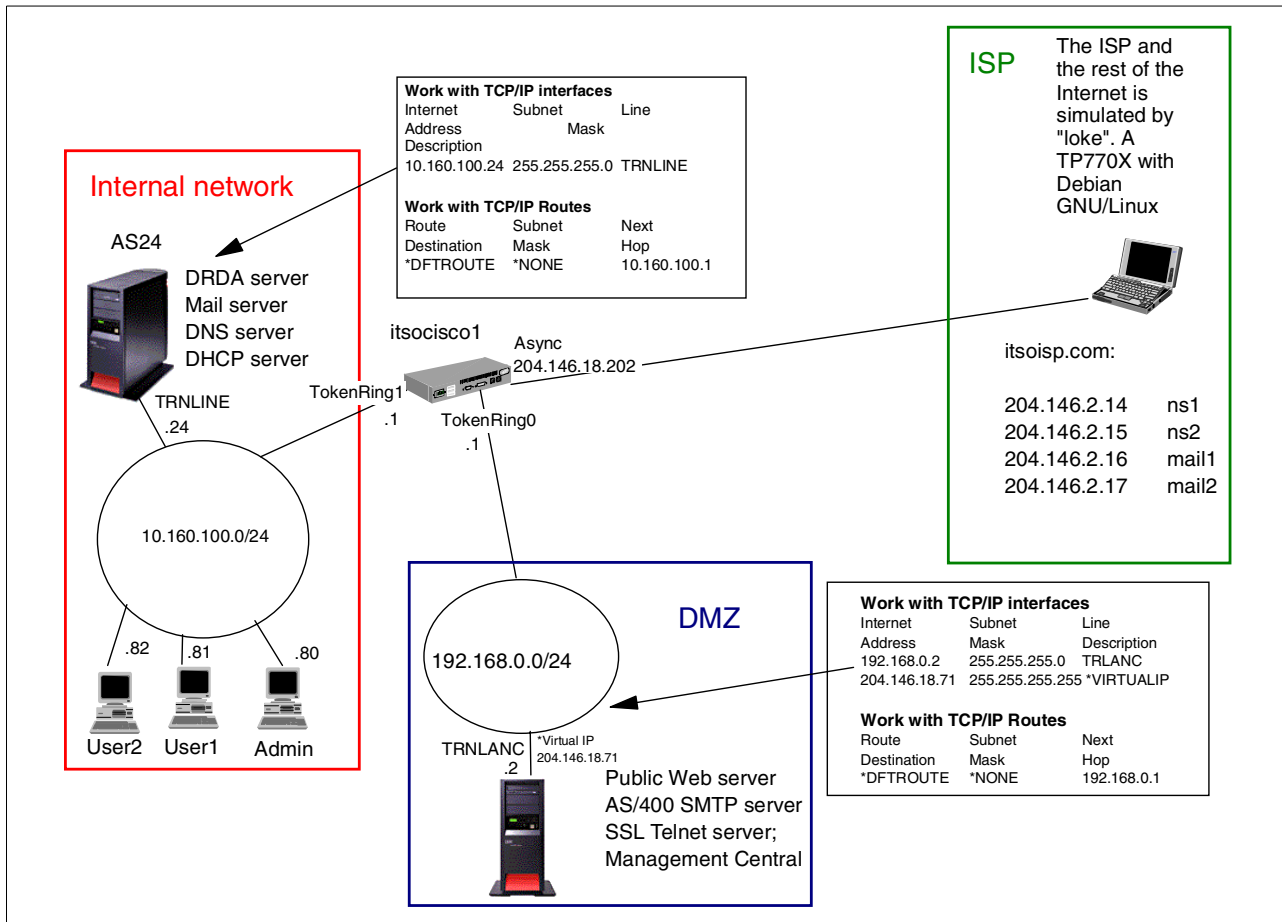 Internal network
AS24
DRDA server
Mail server
DNS server
DHCP server
TRNLINE
.24
10.160.100.0/24
.82
.81
.80
User2
User1
Admin
Work with TCP/IP interfaces
Internet Subnet Line
Address Mask
Description
10.160.100.24 255.255.255.0 TRNLINE
Work with TCP/IP Routes
Route Subnet Next
Destination Mask Hop
*DFTROUTE *NONE 10.160.100.1
itsocisco1
Async
204.146.18.202
TokenRing1
.1
TokenRing0
.1
ISP
The ISP and
the rest of the
Internet is
simulated by
"loke". A
TP770X with
Debian
GNU/Linux
itsoisp.com:
204.146.2.14 ns1
204.146.2.15 ns2
204.146.2.16 mail1
204.146.2.17 mail2
DMZ
192.168.0.0/24
TRNLANC
.2
*Virtual IP
204.146.18.71
Public Web server
AS/400 SMTP server
SSL Telnet server;
Management Central
Work with TCP/IP interfaces
Internet Subnet Line
Address Mask Description
192.168.0.2 255.255.255.0 TRLANC
204.146.18.71 255.255.255.255 *VIRTUALIP
Work with TCP/IP Routes
Route Subnet Next
Destination Mask Hop
*DFTROUTE *NONE 192.168.0.1